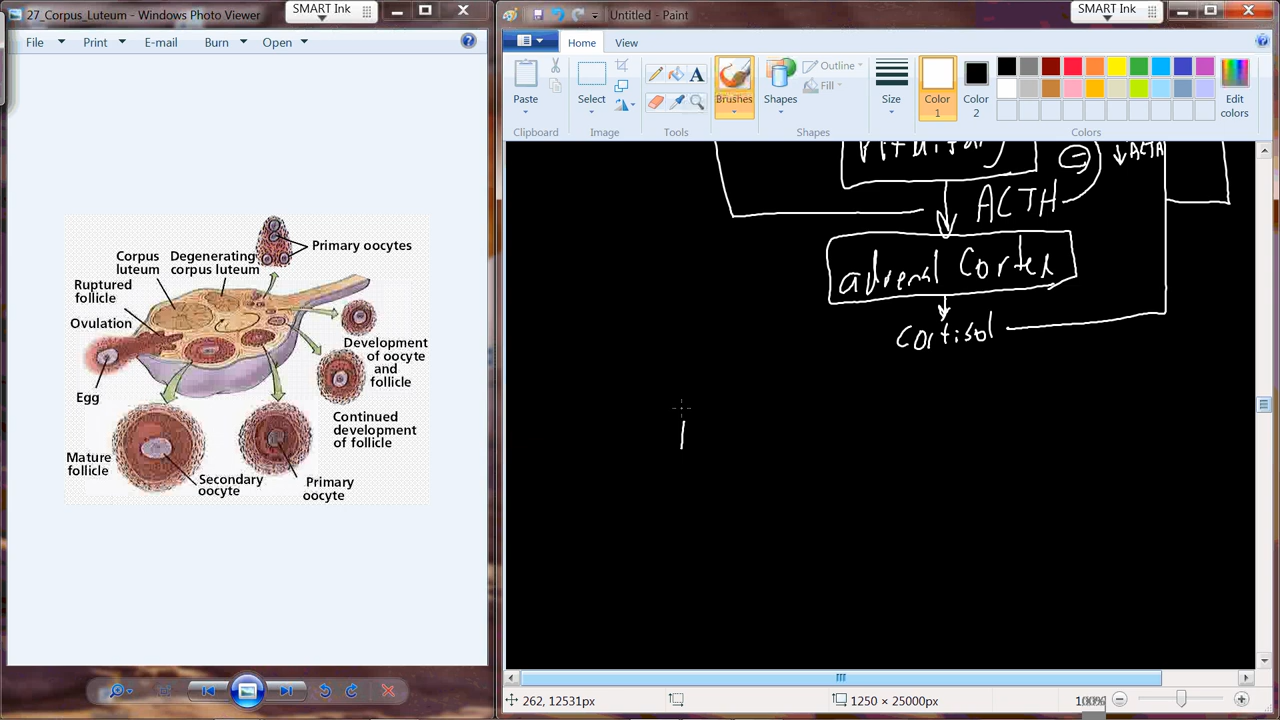 27_Corpus_Luteum - Windows Photo Viewer
SMART Ink
File Print E-mail Burn Open
Primary oocytes
Corpus luteum
Degenerating corpus luteum
Ruptured follicle
Ovulation
Egg
Development of oocyte and follicle
Continued development of follicle
Mature follicle
Secondary oocyte
Primary oocyte
Untitled - Paint
SMART Ink
Home View
Paste
Select
Brushes
Shapes
Outline
Fill
Size
Color 1
Color 2
Edit colors
Clipboard Image Tools Shapes Colors
Pituitary
↓ACTH
ACTH
adrenal Cortex
Cortisol
262, 12531px
1250 × 25000px
100%